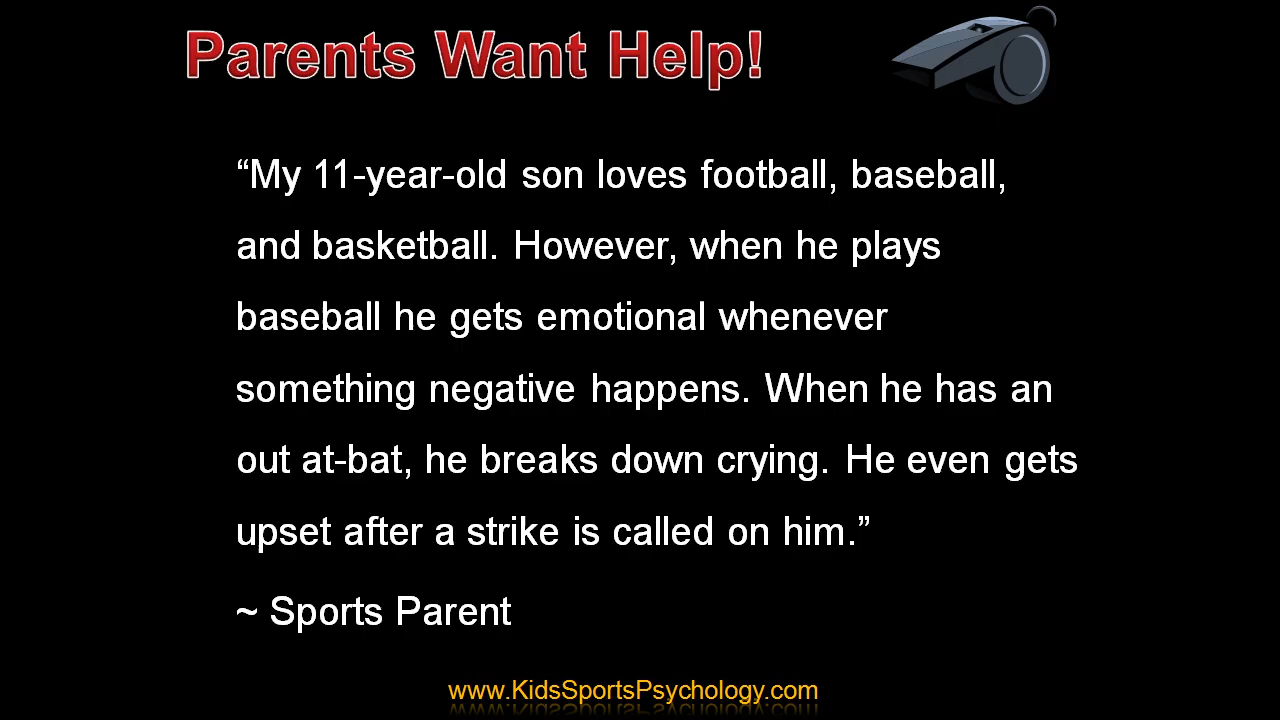 Parents Want Help!
“My 11-year-old son loves football, baseball,
and basketball. However, when he plays
baseball he gets emotional whenever
something negative happens. When he has an
out at-bat, he breaks down crying. He even gets
upset after a strike is called on him.”
~ Sports Parent
www.KidsSportsPsychology.com